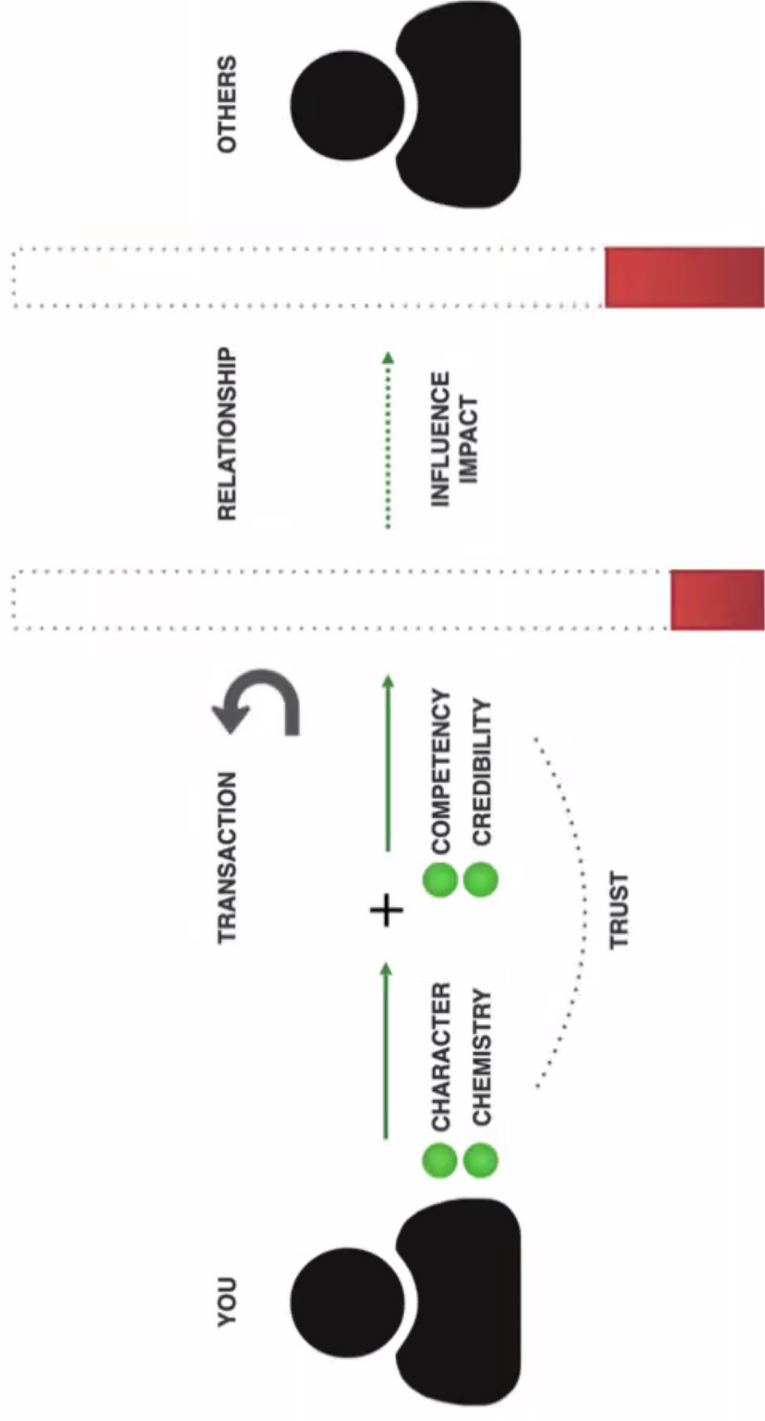 YOU
TRANSACTION
RELATIONSHIP
OTHERS
+
CHARACTER
CHEMISTRY
COMPETENCY
CREDIBILITY
INFLUENCE
IMPACT
TRUST